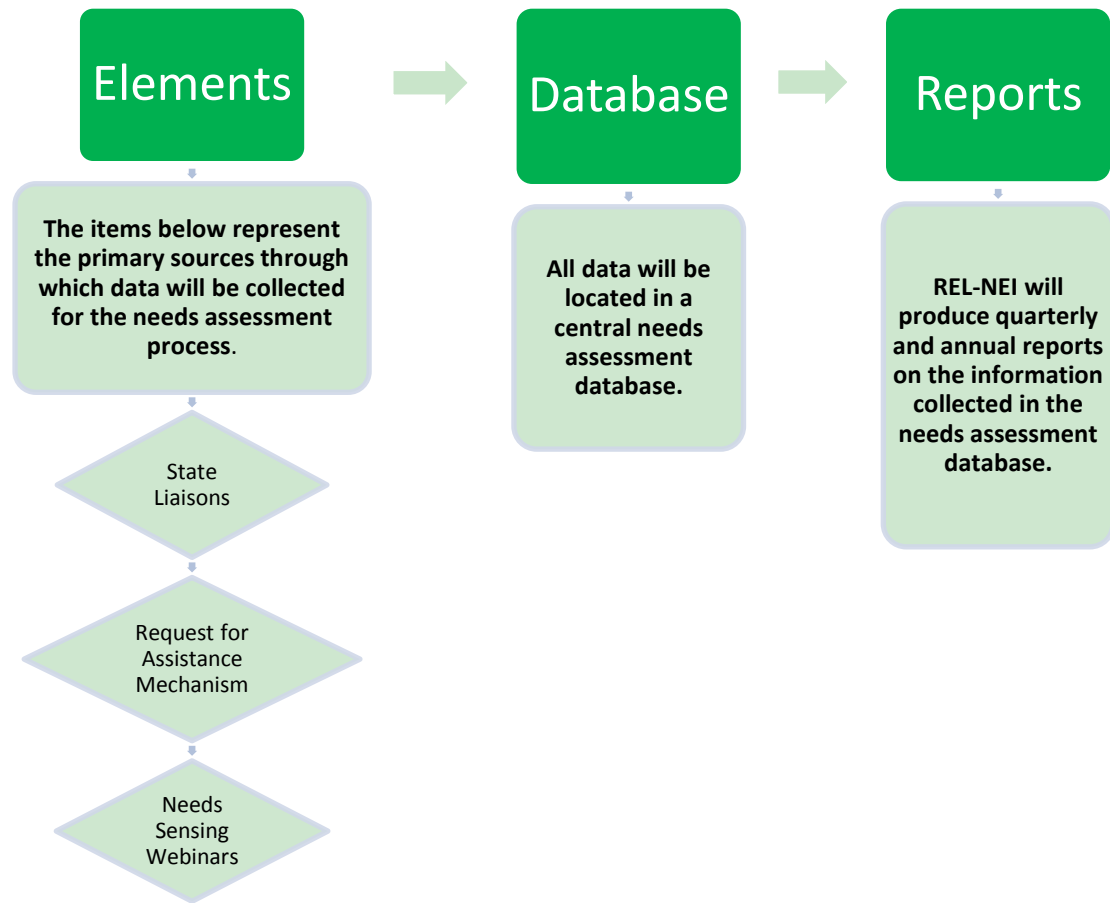 Elements
The items below represent
the primary sources through
which data will be collected
for the needs assessment
process.
State
Liaisons
Request for
Assistance
Mechanism
Needs
Sensing
Webinars
Database
All data will be
located in a
central needs
assessment
database.
Reports
REL-NEI will
produce quarterly
and annual reports
on the information
collected in the
needs assessment
database.